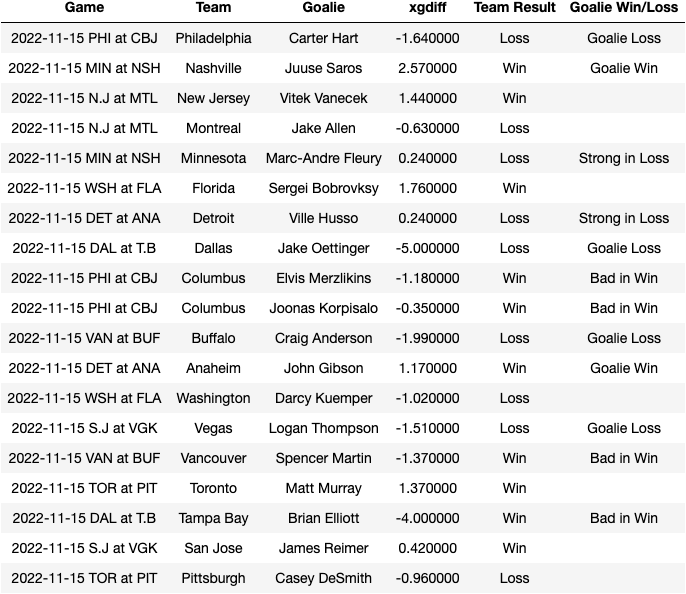 Game Team Goalie xgdiff Team Result Goalie Win/Loss
2022-11-15 PHI at CBJ Philadelphia Carter Hart -1.640000 Loss Goalie Loss
2022-11-15 MIN at NSH Nashville Juuse Saros 2.570000 Win Goalie Win
2022-11-15 N.J at MTL New Jersey Vitek Vanecek 1.440000 Win
2022-11-15 N.J at MTL Montreal Jake Allen -0.630000 Loss
2022-11-15 MIN at NSH Minnesota Marc-Andre Fleury 0.240000 Loss Strong in Loss
2022-11-15 WSH at FLA Florida Sergei Bobrovksy 1.760000 Win
2022-11-15 DET at ANA Detroit Ville Husso 0.240000 Loss Strong in Loss
2022-11-15 DAL at T.B Dallas Jake Oettinger -5.000000 Loss Goalie Loss
2022-11-15 PHI at CBJ Columbus Elvis Merzlikins -1.180000 Win Bad in Win
2022-11-15 PHI at CBJ Columbus Joonas Korpisalo -0.350000 Win Bad in Win
2022-11-15 VAN at BUF Buffalo Craig Anderson -1.990000 Loss Goalie Loss
2022-11-15 DET at ANA Anaheim John Gibson 1.170000 Win Goalie Win
2022-11-15 WSH at FLA Washington Darcy Kuemper -1.020000 Loss
2022-11-15 S.J at VGK Vegas Logan Thompson -1.510000 Loss Goalie Loss
2022-11-15 VAN at BUF Vancouver Spencer Martin -1.370000 Win Bad in Win
2022-11-15 TOR at PIT Toronto Matt Murray 1.370000 Win
2022-11-15 DAL at T.B Tampa Bay Brian Elliott -4.000000 Win Bad in Win
2022-11-15 S.J at VGK San Jose James Reimer 0.420000 Win
2022-11-15 TOR at PIT Pittsburgh Casey DeSmith -0.960000 Loss